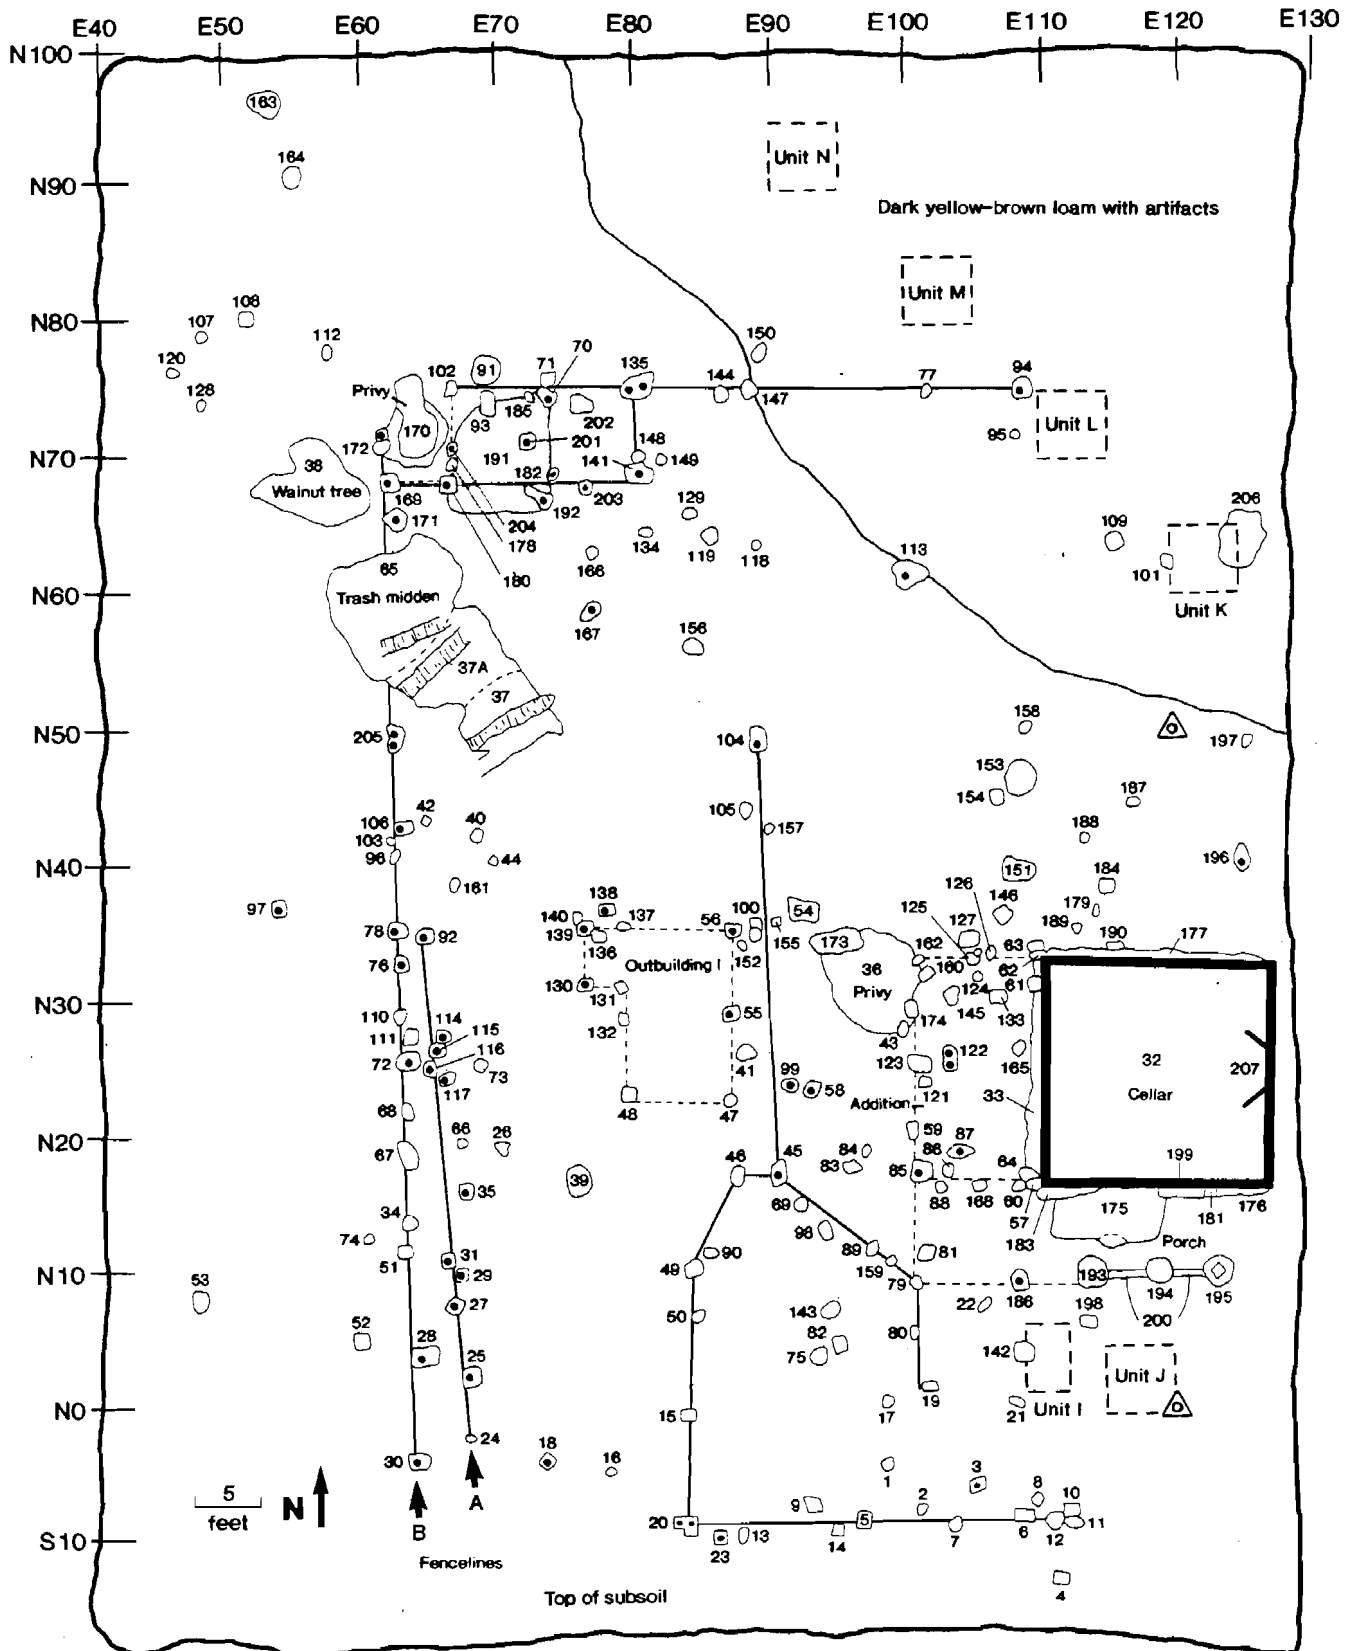 E40 E50 E60 E70 E80 E90 E100 E110 E120 E130
N100
163
Unit N
164
N90
Dark yellow-brown loam with artifacts
Unit M
108
N80 107 150
112 70
120 102 91 71 135 144 77 94
128 Privy 147
93 185 202 Unit L
170 201 148 95
172 191 149
N70 38 182 141
Walnut tree 169 203 129 206
171 192 204 109
178 134 119 118 113
65 166 101
180
N60 Trash midden Unit K
167 156
37A
37 158
N50 205 104 197
153
154 187
42 105
106 40 157 188
103
96 44 196
N40 151 184
161 126 146 179
97 138 137 100 54 125 127 189
140 56 155 63 190 177
78 92 139 136 152 173 162
76 Outbuilding I 36 160 62
130 131 Privy 124 61
N30 110 114 132 55 174 145 133
111 115 43 122 32
116 41 123 165 207
72 73 99 58 121 33 Cellar
117 Addition
68 48 47 59
N20 66 26 84 86 87
67 46 45 83 64 199
39 85
35 69 88 168 60 175 181 176
34 98 57
74 183 Porch
51 31 90 89 81
N10 53 29 49 159 79 193 194 195
27 50 143 22 186 198 200
52 28 82 80 142
25 75 Unit J
N0 15 17 19 21 Unit I
24
30 18 16 1 3 8 10
5 N A 9 2
feet 20 5 6 12 11
S10 B 23 13 14 7
Fencelines
4
Top of subsoil